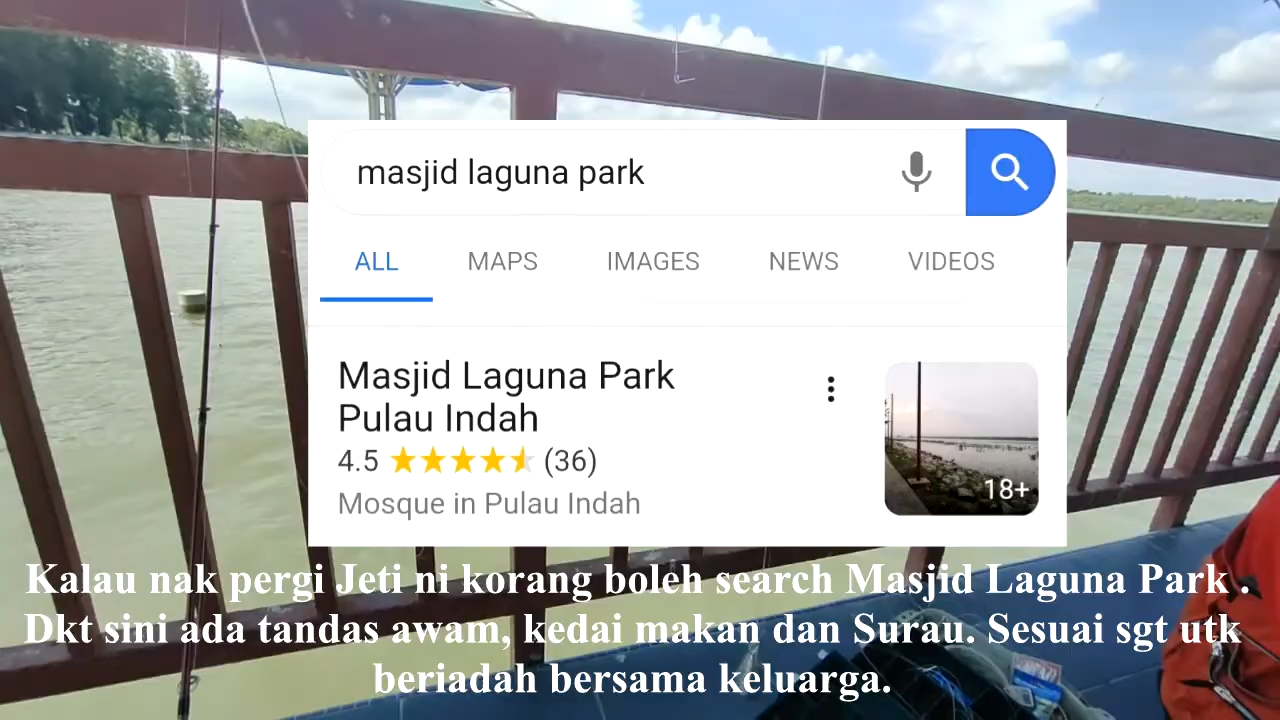 masjid laguna park
ALL MAPS IMAGES NEWS VIDEOS
Masjid Laguna Park
Pulau Indah
4.5 (36)
Mosque in Pulau Indah
18+
Kalau nak pergi Jeti ni korang boleh search Masjid Laguna Park .
Dkt sini ada tandas awam, kedai makan dan Surau. Sesuai sgt utk
beriadah bersama keluarga.